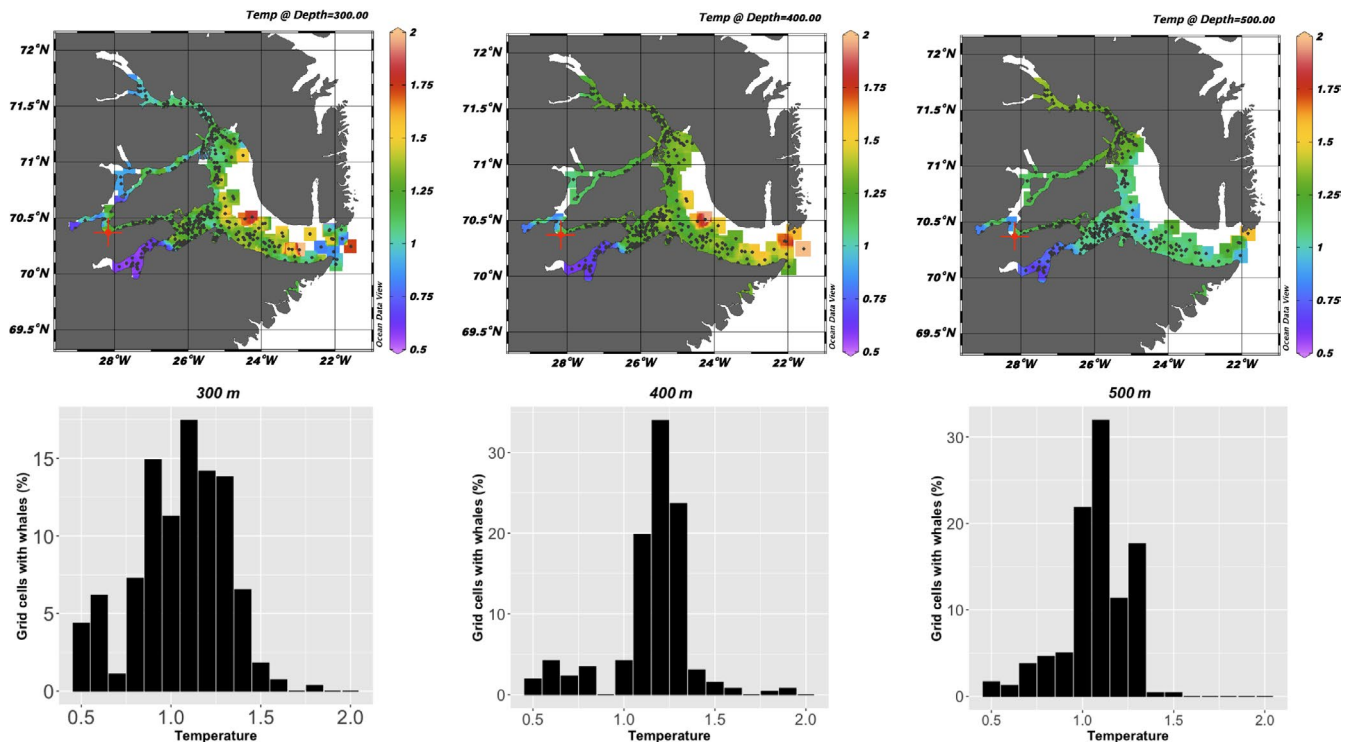 Temp @ Depth=300.00
72°N
71.5°N
71°N
70.5°N
70°N
69.5°N
28°W 26°W 24°W 22°W
2
1.75
1.5
1.25
1
0.75
0.5
Ocean Data View
Temp @ Depth=400.00
72°N
71.5°N
71°N
70.5°N
70°N
69.5°N
28°W 26°W 24°W 22°W
2
1.75
1.5
1.25
1
0.75
0.5
Ocean Data View
Temp @ Depth=500.00
72°N
71.5°N
71°N
70.5°N
70°N
69.5°N
28°W 26°W 24°W 22°W
2
1.75
1.5
1.25
1
0.75
0.5
Ocean Data View
300 m
Grid cells with whales (%)
15
10
5
0
0.5 1.0 1.5 2.0
Temperature
400 m
Grid cells with whales (%)
30
20
10
0
0.5 1.0 1.5 2.0
Temperature
500 m
Grid cells with whales (%)
30
20
10
0
0.5 1.0 1.5 2.0
Temperature